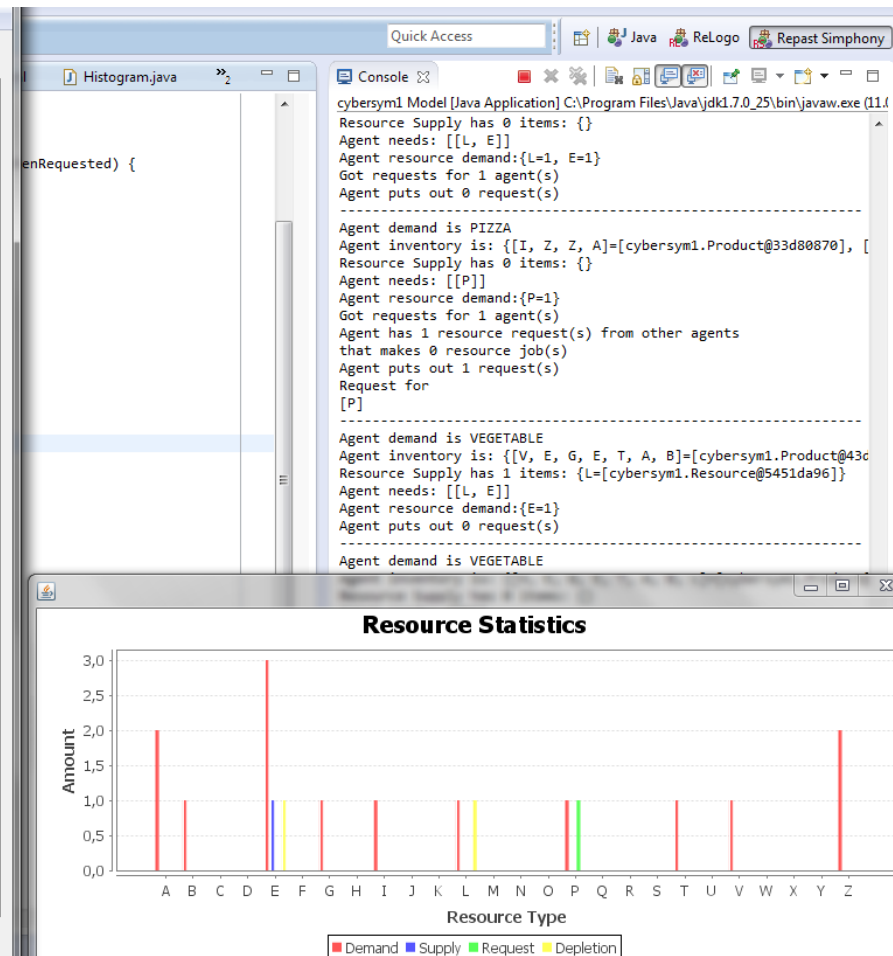 Quick Access
Java ReLogo Repast Simphony
Histogram.java »2
Console
cybersym1 Model [Java Application] C:\Program Files\Java\jdk1.7.0_25\bin\javaw.exe (11.0
Resource Supply has 0 items: {}
Agent needs: [[L, E]]
Agent resource demand:{L=1, E=1}
enRequested) {
Got requests for 1 agent(s)
Agent puts out 0 request(s)
----------------------------------------------------------------
Agent demand is PIZZA
Agent inventory is: {[I, Z, Z, A]=[cybersym1.Product@33d80870], [
Resource Supply has 0 items: {}
Agent needs: [[P]]
Agent resource demand:{P=1}
Got requests for 1 agent(s)
Agent has 1 resource request(s) from other agents
that makes 0 resource job(s)
Agent puts out 1 request(s)
Request for
[P]
----------------------------------------------------------------
Agent demand is VEGETABLE
Agent inventory is: {[V, E, G, E, T, A, B]=[cybersym1.Product@43d
Resource Supply has 1 items: {L=[cybersym1.Resource@5451da96]}
Agent needs: [[L, E]]
Agent resource demand:{E=1}
Agent puts out 0 request(s)
----------------------------------------------------------------
Agent demand is VEGETABLE
Resource Statistics
3,0
2,5
2,0
1,5
1,0
0,5
0,0
Amount
A B C D E F G H I J K L M N O P Q R S T U V W X Y Z
Resource Type
Demand Supply Request Depletion